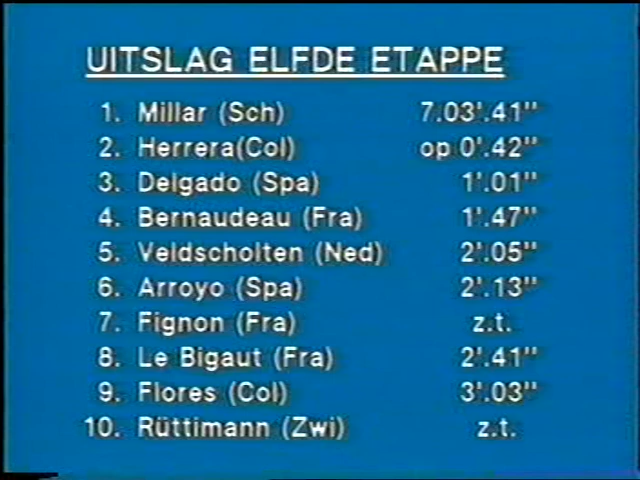 UITSLAG ELFDE ETAPPE
1. Millar (Sch) 7.03'.41"
2. Herrera(Col) op 0'.42"
3. Delgado (Spa) 1'.01"
4. Bernaudeau (Fra) 1'.47"
5. Veldscholten (Ned) 2'.05"
6. Arroyo (Spa) 2'.13"
7. Fignon (Fra) z.t.
8. Le Bigaut (Fra) 2'.41"
9. Flores (Col) 3'.03"
10. Rüttimann (Zwi) z.t.